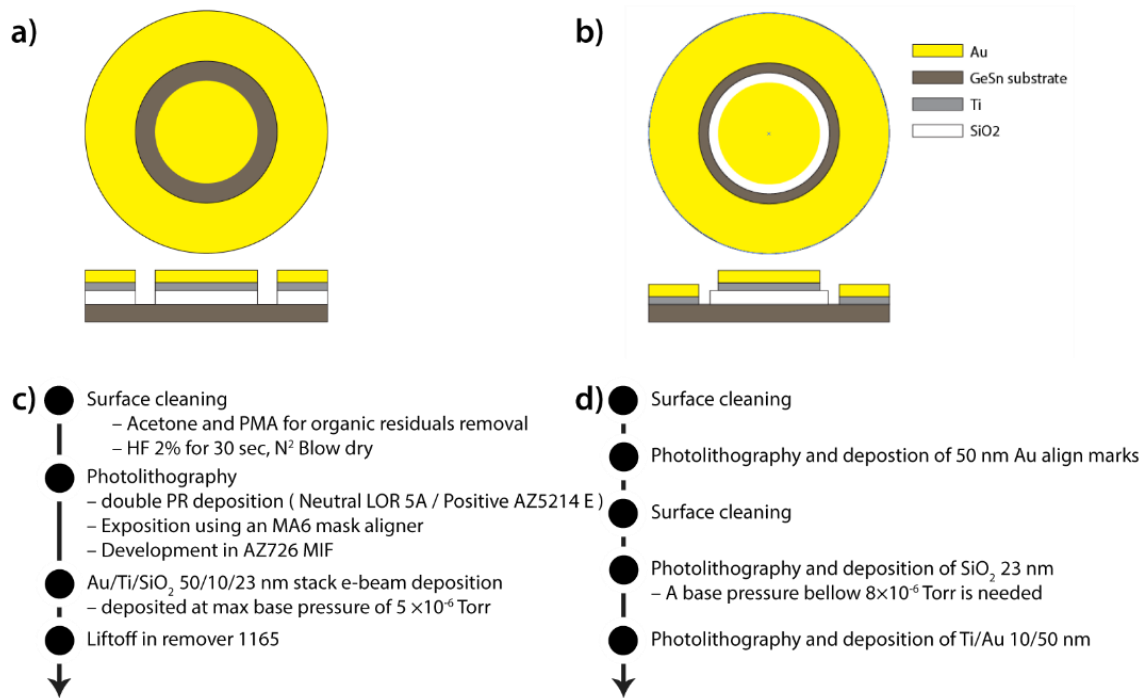 a)
b)
Au
GeSn substrate
Ti
SiO2
c)
Surface cleaning
– Acetone and PMA for organic residuals removal
– HF 2% for 30 sec, N² Blow dry
Photolithography
– double PR deposition ( Neutral LOR 5A / Positive AZ5214 E )
– Exposition using an MA6 mask aligner
– Development in AZ726 MIF
Au/Ti/SiO₂ 50/10/23 nm stack e-beam deposition
– deposited at max base pressure of 5 ×10⁻⁶ Torr
Liftoff in remover 1165
d)
Surface cleaning
Photolithography and depostion of 50 nm Au align marks
Surface cleaning
Photolithography and deposition of SiO₂ 23 nm
– A base pressure bellow 8×10⁻⁶ Torr is needed
Photolithography and deposition of Ti/Au 10/50 nm